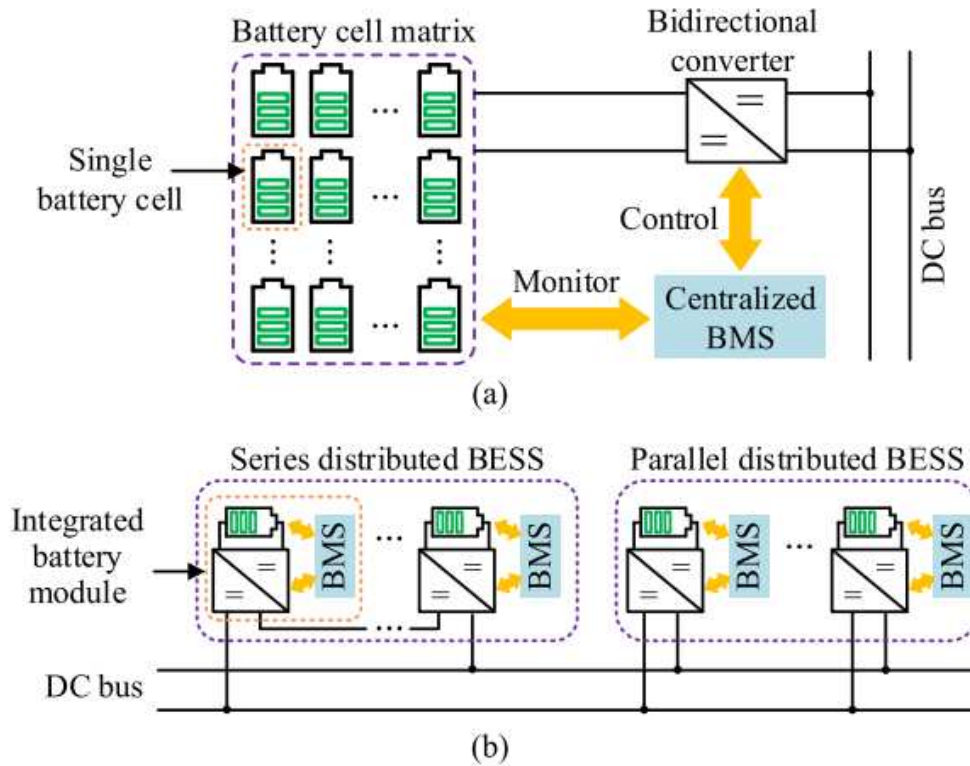 Battery cell matrix
Bidirectional
converter
...
Single
battery cell
...
Control
DC bus
...
Monitor
Centralized
BMS
...
(a)
Series distributed BESS
Parallel distributed BESS
Integrated
battery
module
BMS
...
BMS
BMS
...
BMS
...
DC bus
(b)